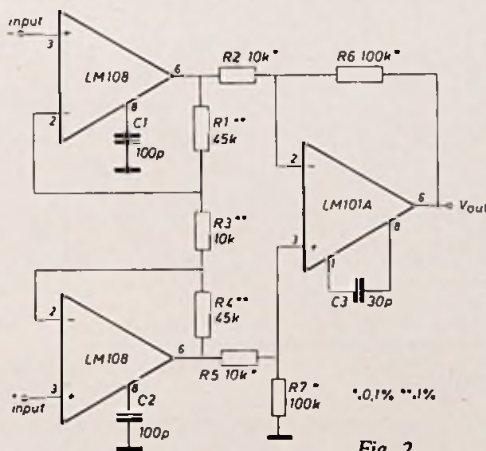 input
3
+
LM108
6
R2 10k*
R6 100k*
8
C1
100p
2
−
R1 **
45k
2
−
LM101A
6
Vout
3
+
8
1
C3 30p
R3 **
10k
2
−
R4 **
45k
LM108
6
R5 10k*
R7 *
100k
*.0,1% **.1%
+
input
3
+
8
C2
100p
Fig. 2